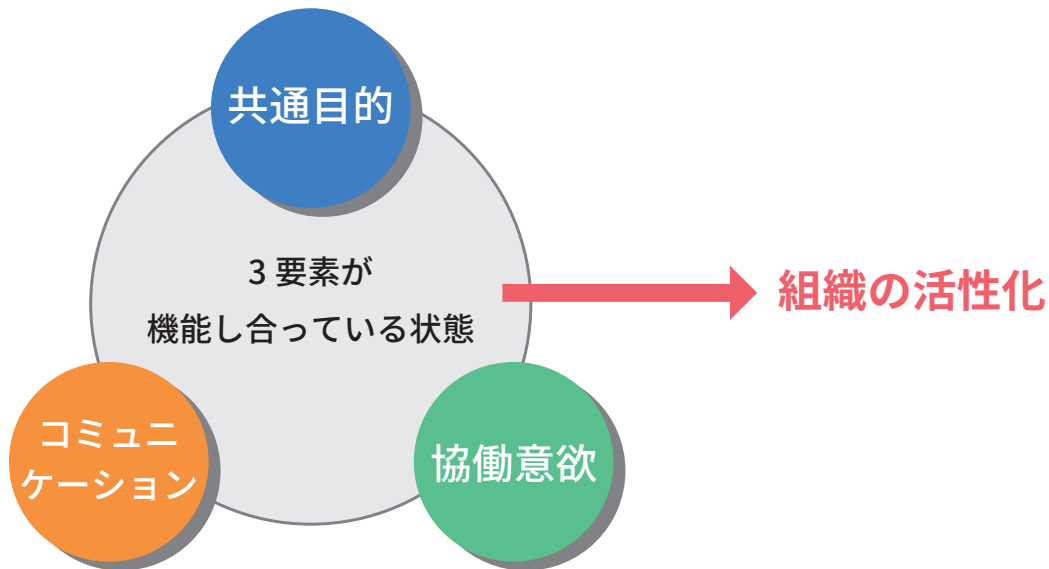 共通目的
3 要素が
機能し合っている状態
組織の活性化
コミュニ
ケーション
協働意欲